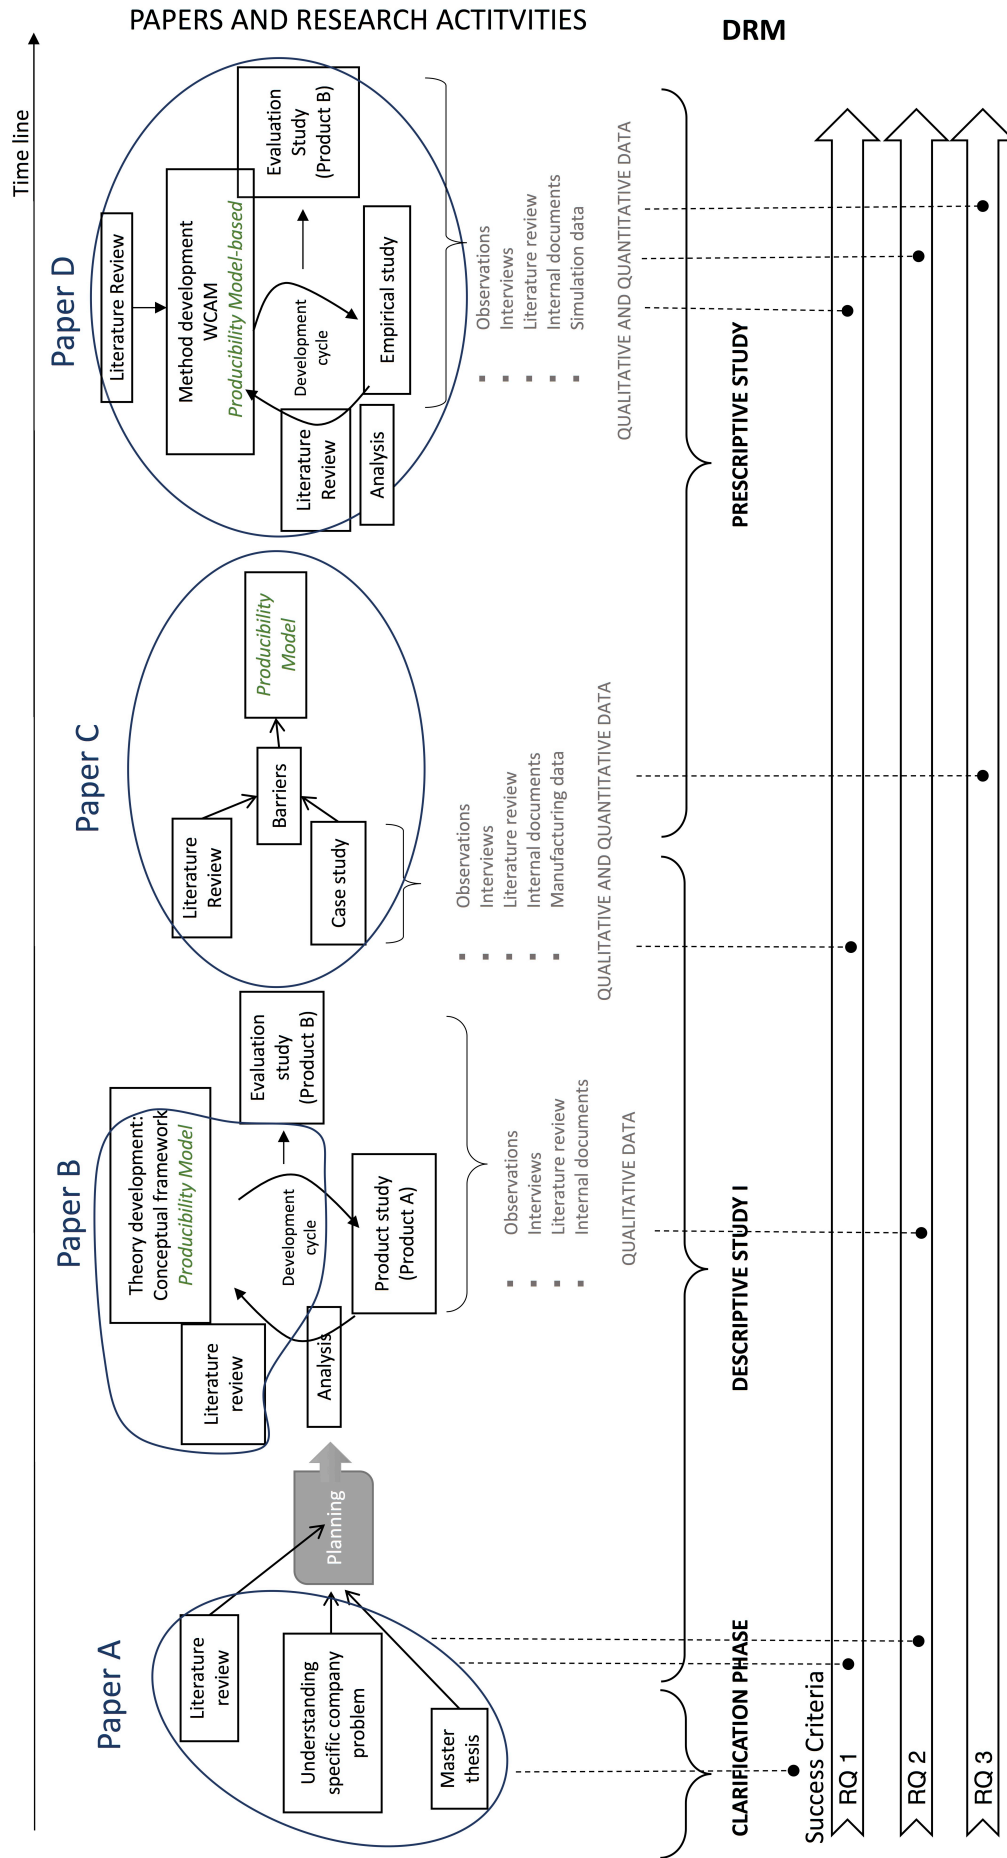 PAPERS AND RESEARCH ACTITVITIES
DRM
Time line
Paper A
Literature
review
Understanding
specific company
problem
Master
thesis
Planning
Paper B
Theory development:
Conceptual framework
Producibility Model
Literature
review
Analysis
Development
cycle
Product study
(Product A)
Evaluation
study
(Product B)
Observations
Interviews
Literature review
Internal documents
QUALITATIVE DATA
Paper C
Literature
Review
Case study
Barriers
Producibility
Model
Observations
Interviews
Literature review
Internal documents
Manufacturing data
QUALITATIVE AND QUANTITATIVE DATA
Paper D
Literature Review
Method development
WCAM
Producibility Model-based
Literature
Review
Analysis
Development
cycle
Empirical study
Evaluation
Study
(Product B)
Observations
Interviews
Literature review
Internal documents
Simulation data
QUALITATIVE AND QUANTITATIVE DATA
CLARIFICATION PHASE
DESCRIPTIVE STUDY I
PRESCRIPTIVE STUDY
Success Criteria
RQ 1
RQ 2
RQ 3